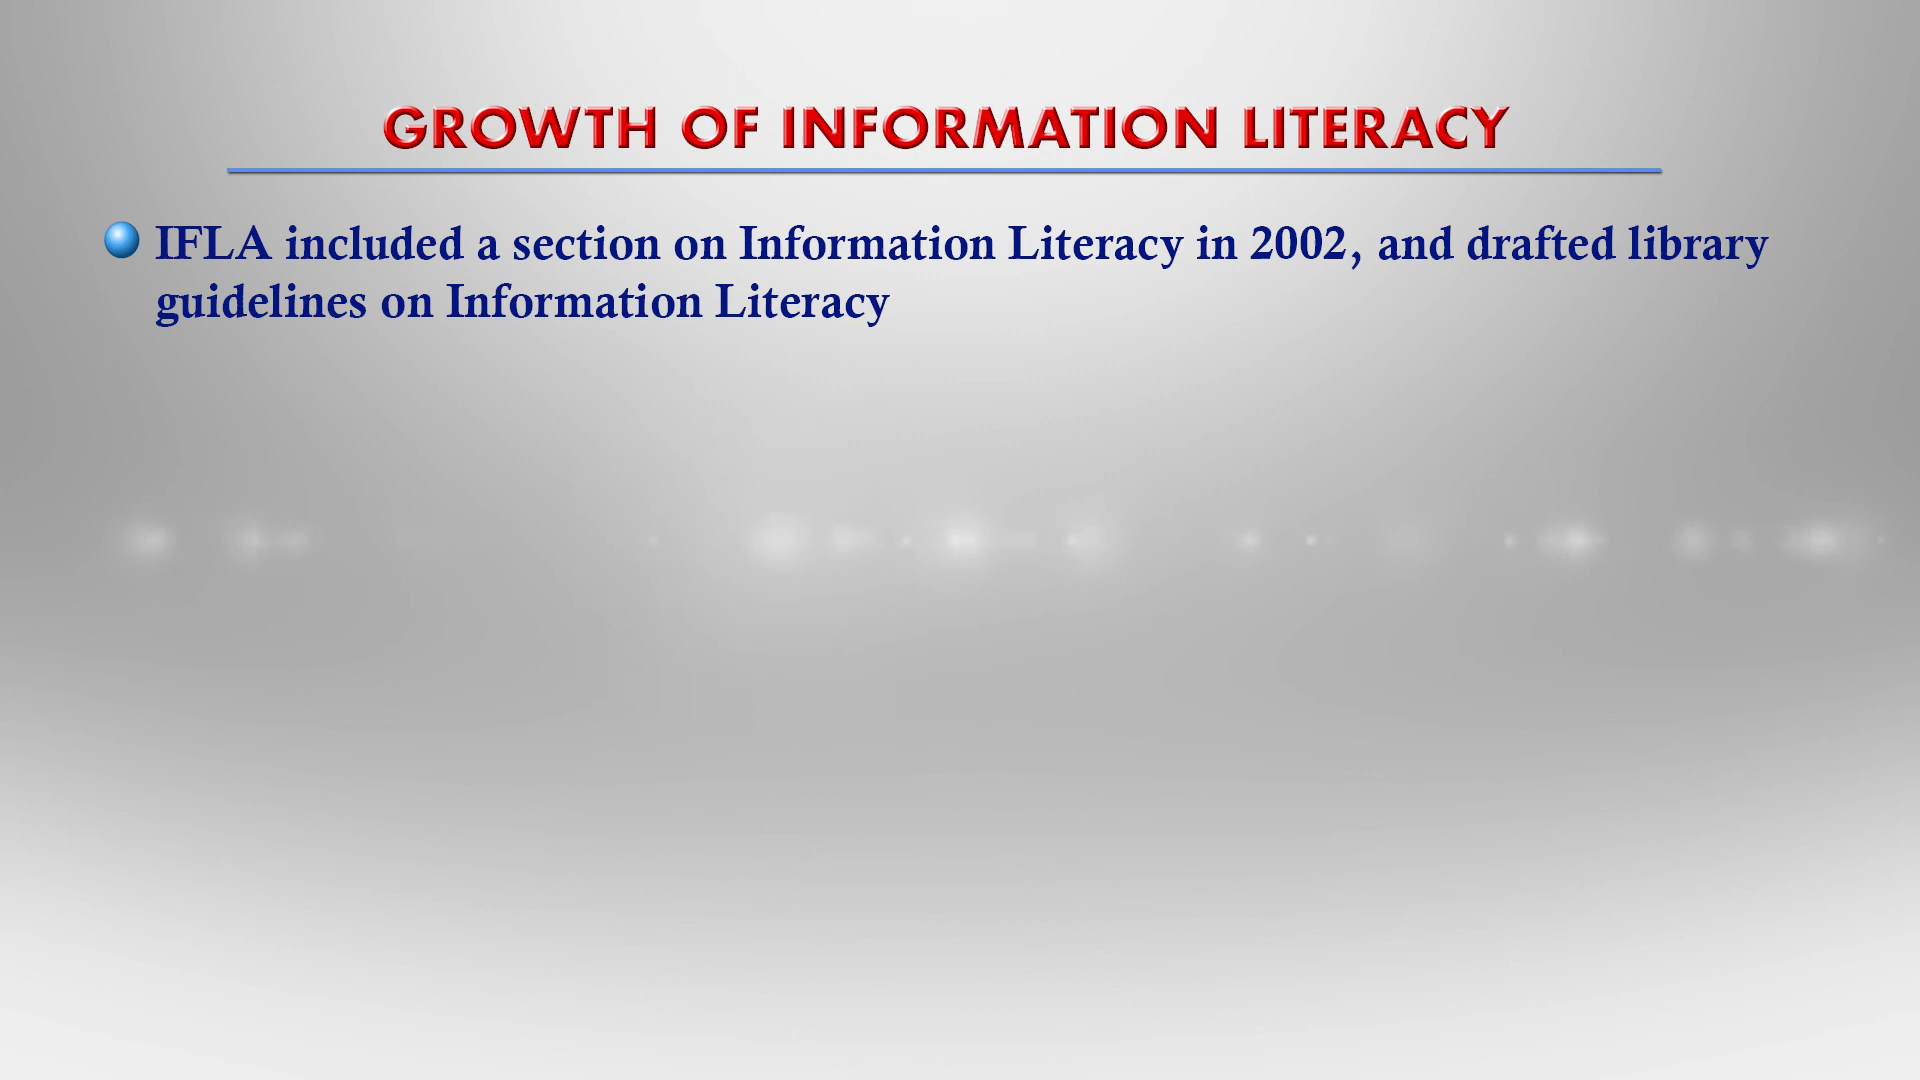 GROWTH OF INFORMATION LITERACY
IFLA included a section on Information Literacy in 2002, and drafted library
guidelines on Information Literacy